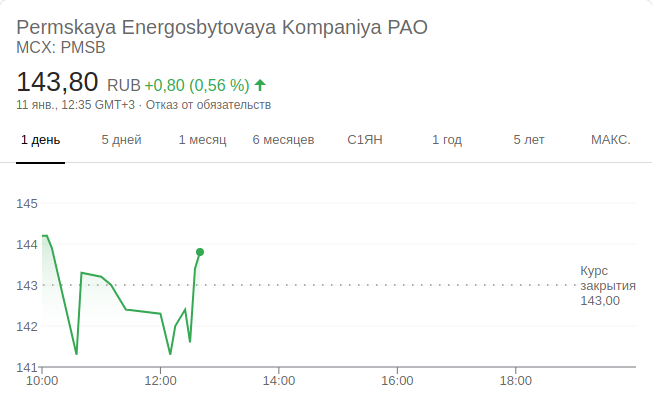 Permskaya Energosbytovaya Kompaniya PAO
MCX: PMSB
143,80 RUB +0,80 (0,56 %)
11 янв., 12:35 GMT+3 · Отказ от обязательств
1 день 5 дней 1 месяц 6 месяцев С1ЯН 1 год 5 лет МАКС.
145
144
143
142
141
Курс
закрытия
143,00
10:00 12:00 14:00 16:00 18:00